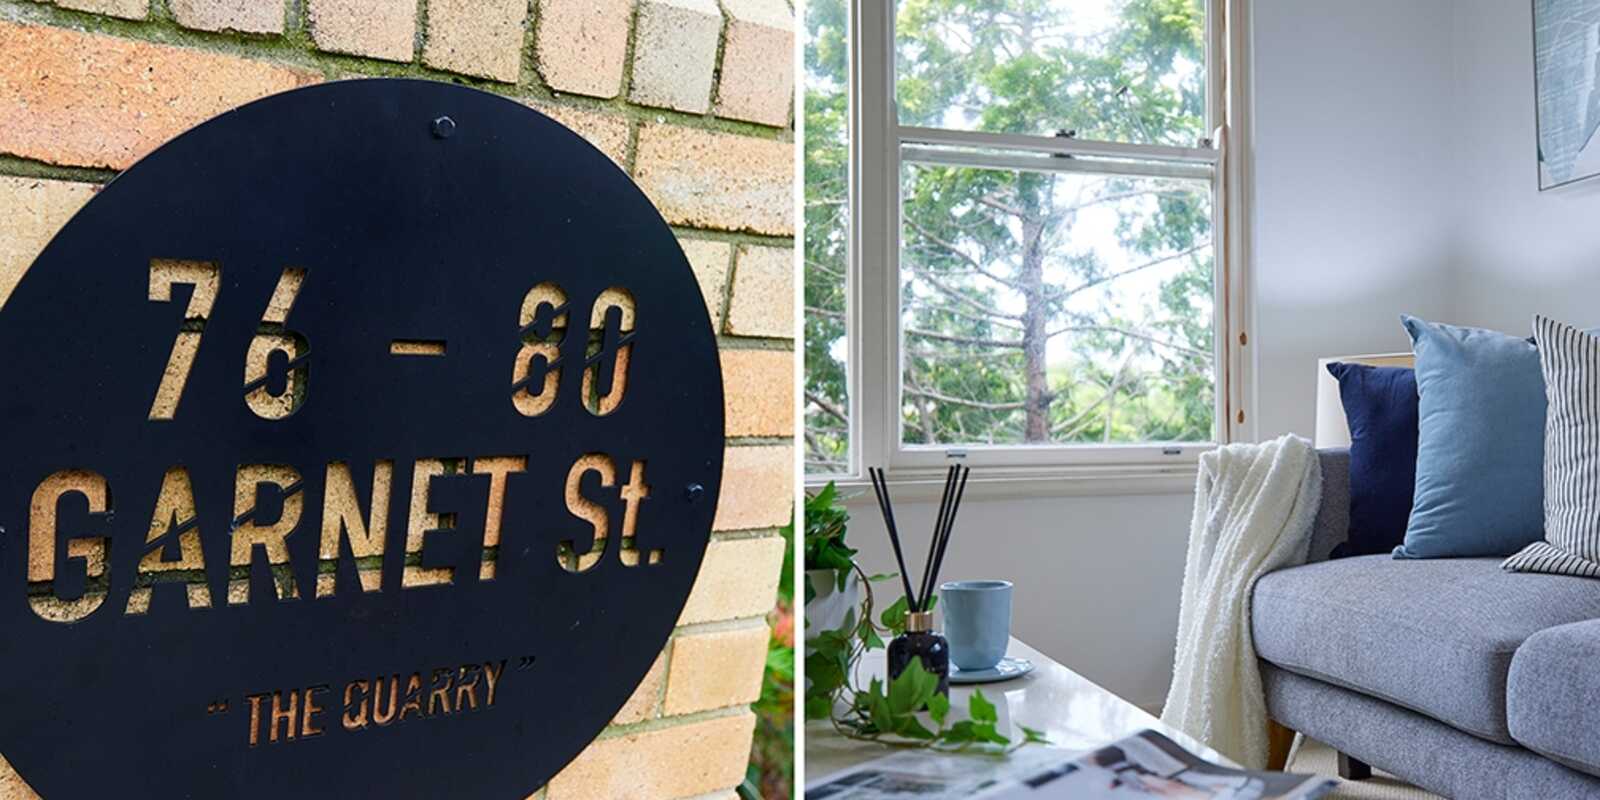 76 - 80
GARNET St.
“ THE QUARRY ”